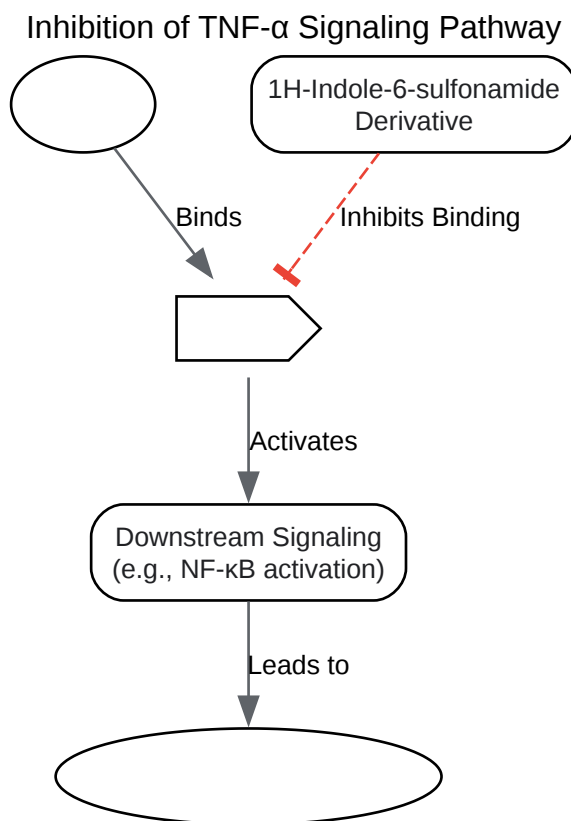 Inhibition of TNF-α Signaling Pathway
1H-Indole-6-sulfonamide
Derivative
Binds
Inhibits Binding
Activates
Downstream Signaling
(e.g., NF-κB activation)
Leads to